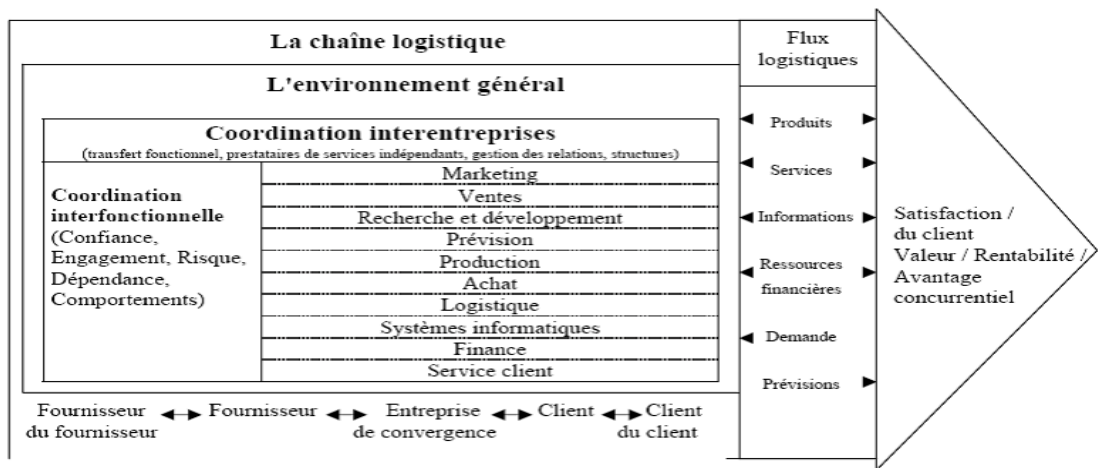 La chaîne logistique
L'environnement général
Coordination interentreprises
(transfert fonctionnel, prestataires de services indépendants, gestion des relations, structures)
Coordination
interfonctionnelle
(Confiance,
Engagement, Risque,
Dépendance,
Comportements)
Marketing
Ventes
Recherche et développement
Prévision
Production
Achat
Logistique
Systèmes informatiques
Finance
Service client
Fournisseur
du fournisseur
Fournisseur
Entreprise
de convergence
Client
Client
du client
Flux
logistiques
Produits
Services
Informations
Ressources
financières
Demande
Prévisions
Satisfaction /
du client
Valeur / Rentabilité /
Avantage
concurrentiel